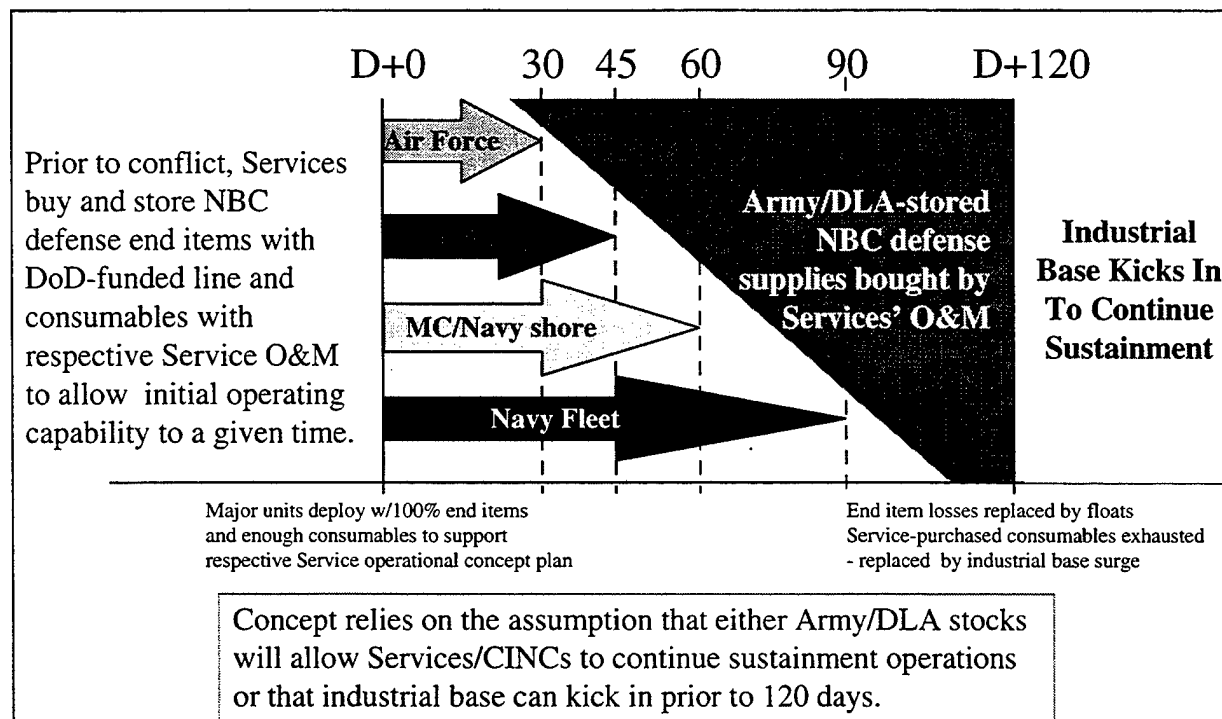 D+0 30 45 60 90 D+120
Prior to conflict, Services
buy and store NBC
defense end items with
DoD-funded line and
consumables with
respective Service O&M
to allow initial operating
capability to a given time.
Air Force
MC/Navy shore
Navy Fleet
Army/DLA-stored
NBC defense
supplies bought by
Services’ O&M
Industrial
Base Kicks In
To Continue
Sustainment
Major units deploy w/100% end items
and enough consumables to support
respective Service operational concept plan
End item losses replaced by floats
Service-purchased consumables exhausted
- replaced by industrial base surge
Concept relies on the assumption that either Army/DLA stocks
will allow Services/CINCs to continue sustainment operations
or that industrial base can kick in prior to 120 days.